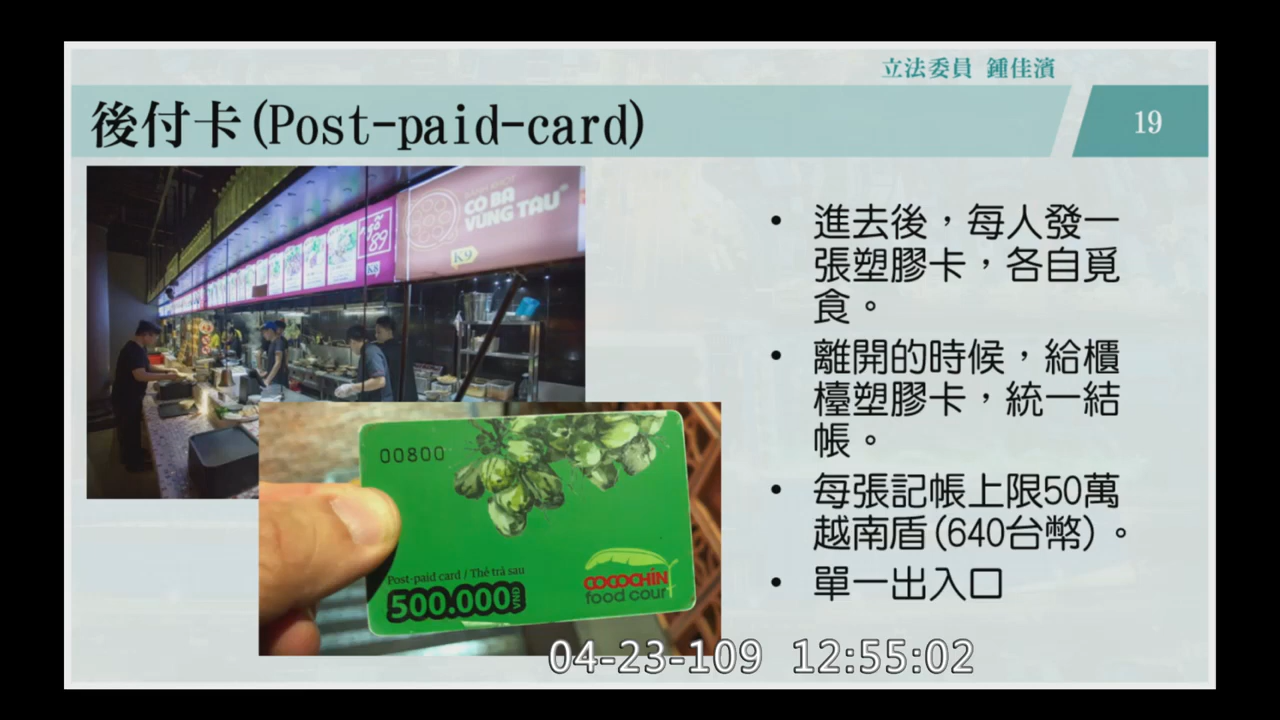 立法委員 鍾佳濱
後付卡(Post-paid-card)
19
CO BA
VUNG TAU
K9
89
K8
• 進去後，每人發一
張塑膠卡，各自覓
食。
• 離開的時候，給櫃
檯塑膠卡，統一結
帳。
• 每張記帳上限50萬
越南盾(640台幣)。
• 單一出入口
00800
Post-paid card / Thẻ trả sau
500.000 VND
COCOCHÍN
food court
04-23-109 12:55:02